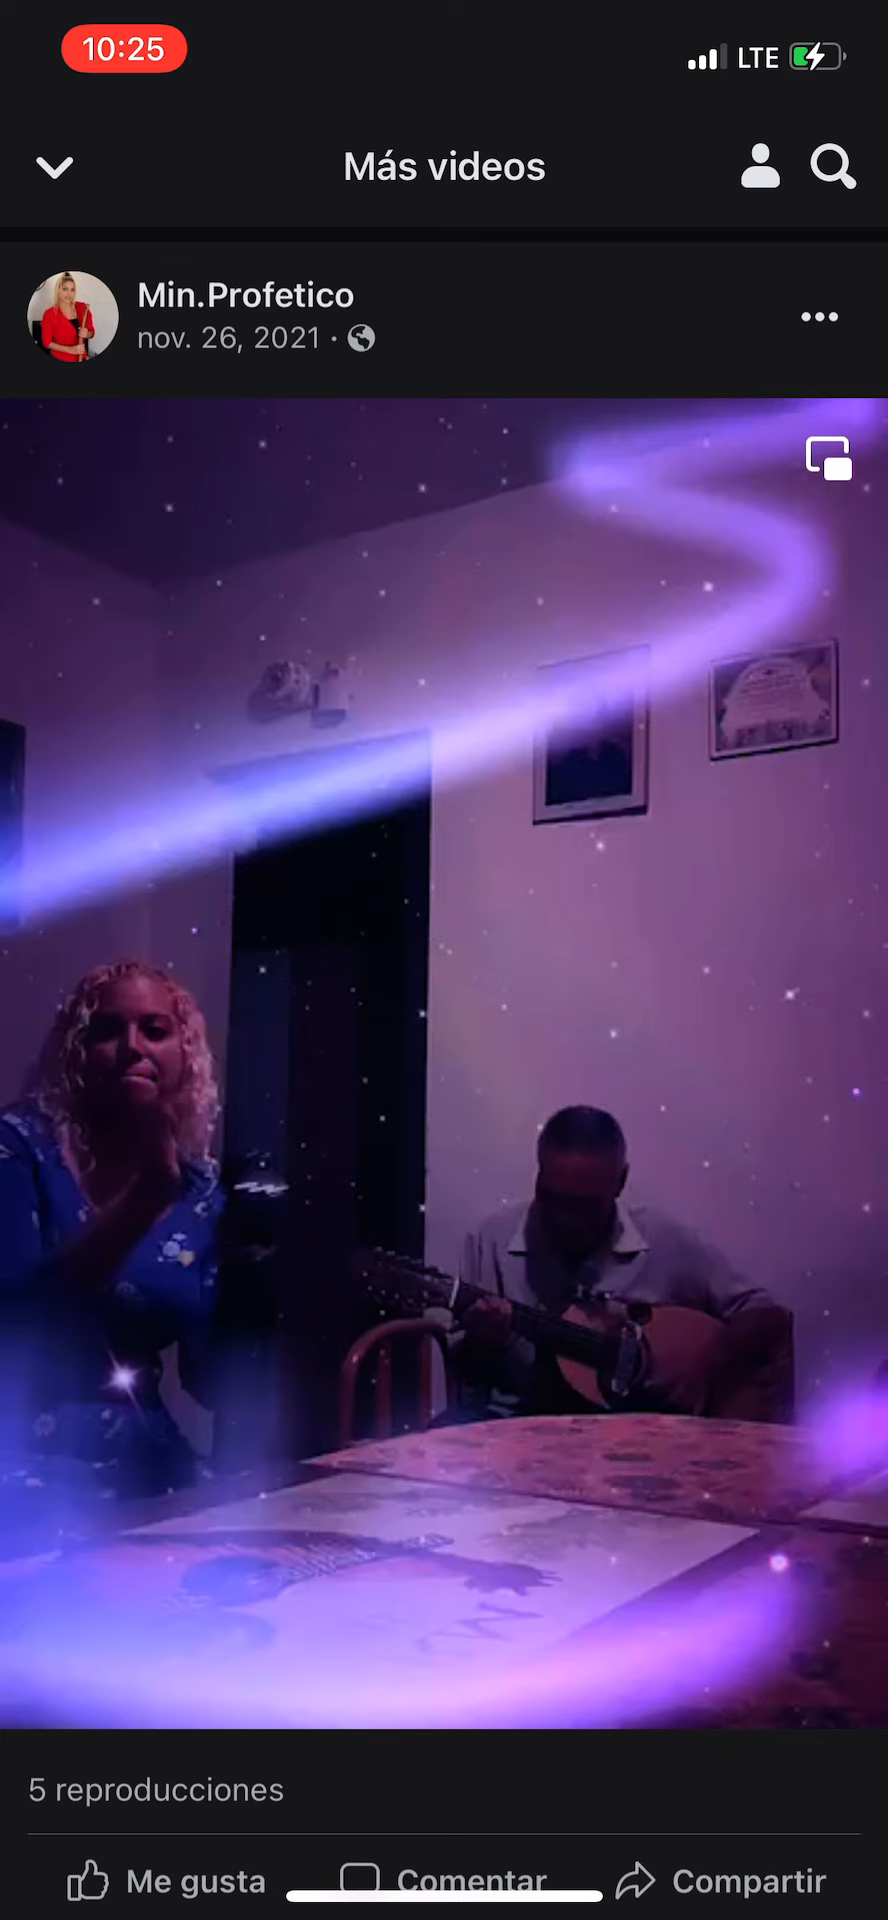 10:25
LTE
Más videos
Min.Profetico
nov. 26, 2021 ·
5 reproducciones
Me gusta
Comentar
Compartir